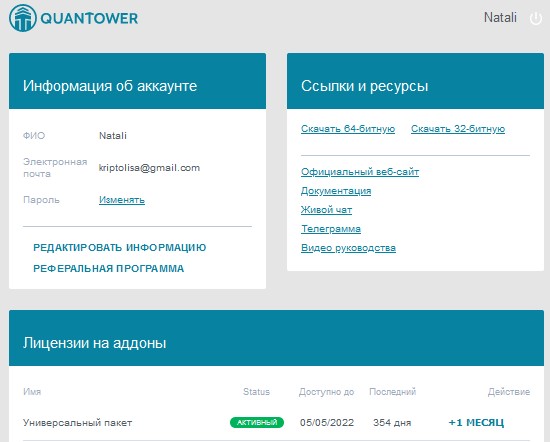 QUANTOWER
Natali
Информация об аккаунте
ФИО Natali
Электронная почта kriptolisa@gmail.com
Пароль Изменять
РЕДАКТИРОВАТЬ ИНФОРМАЦИЮ
РЕФЕРАЛЬНАЯ ПРОГРАММА
Ссылки и ресурсы
Скачать 64-битную Скачать 32-битную
Официальный веб-сайт
Документация
Живой чат
Телеграмма
Видео руководства
Лицензии на аддоны
Имя Status Доступно до Последний Действие
Универсальный пакет АКТИВНЫЙ 05/05/2022 354 дня +1 МЕСЯЦ